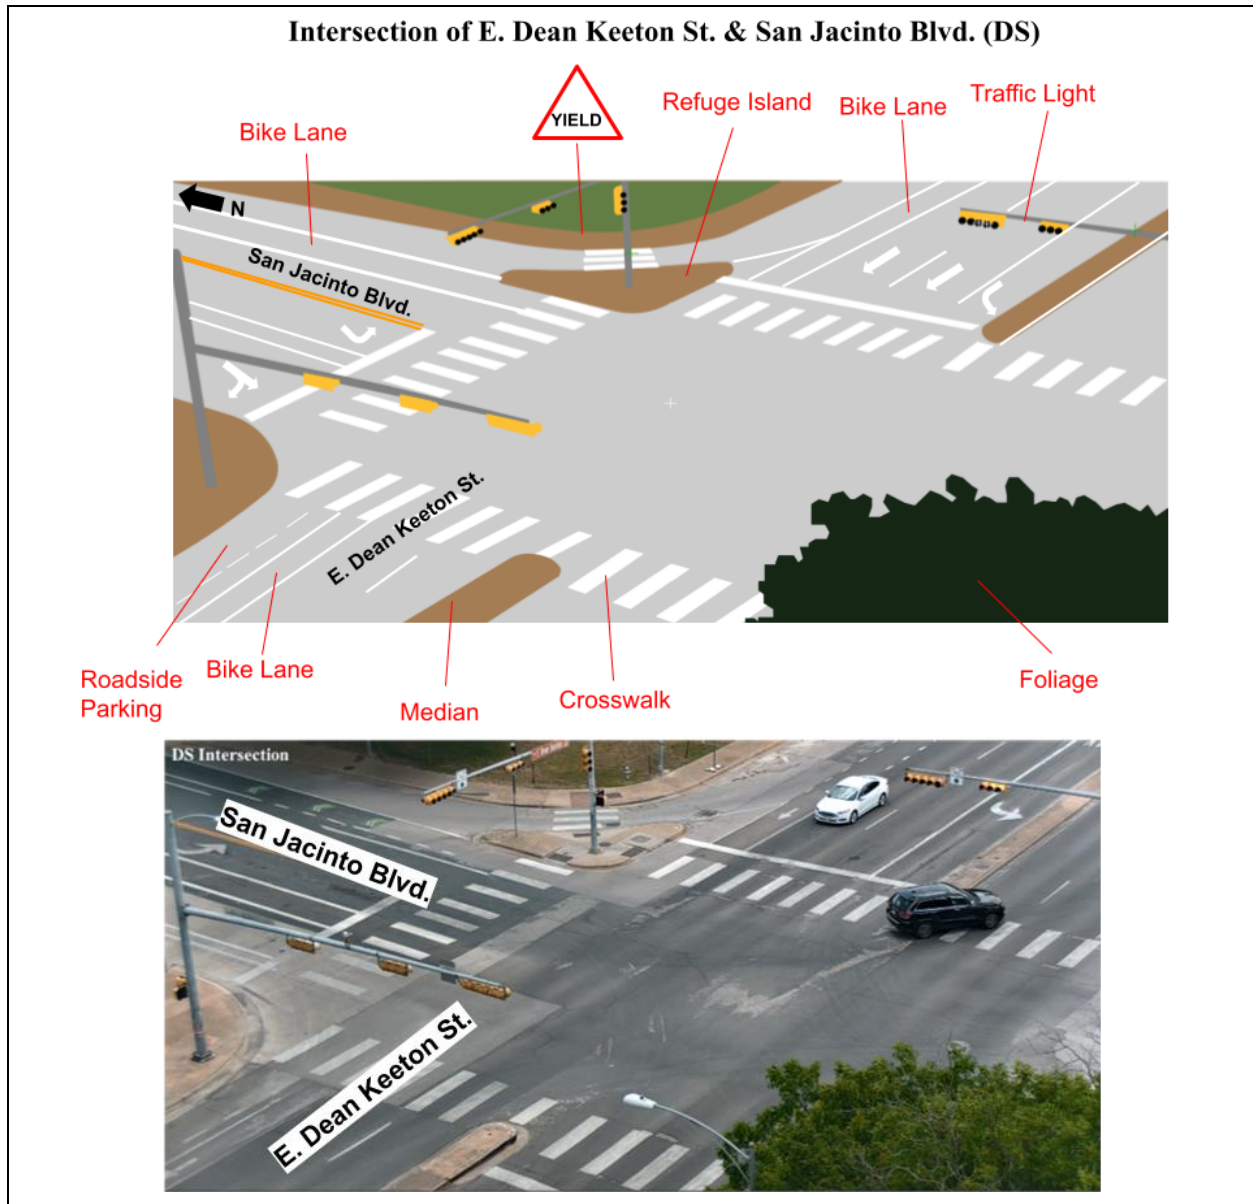 Intersection of E. Dean Keeton St. & San Jacinto Blvd. (DS)
Bike Lane
YIELD
Refuge Island
Bike Lane
Traffic Light
N
San Jacinto Blvd.
E. Dean Keeton St.
Roadside
Parking
Bike Lane
Median
Crosswalk
Foliage
DS Intersection
San Jacinto Blvd.
E. Dean Keeton St.